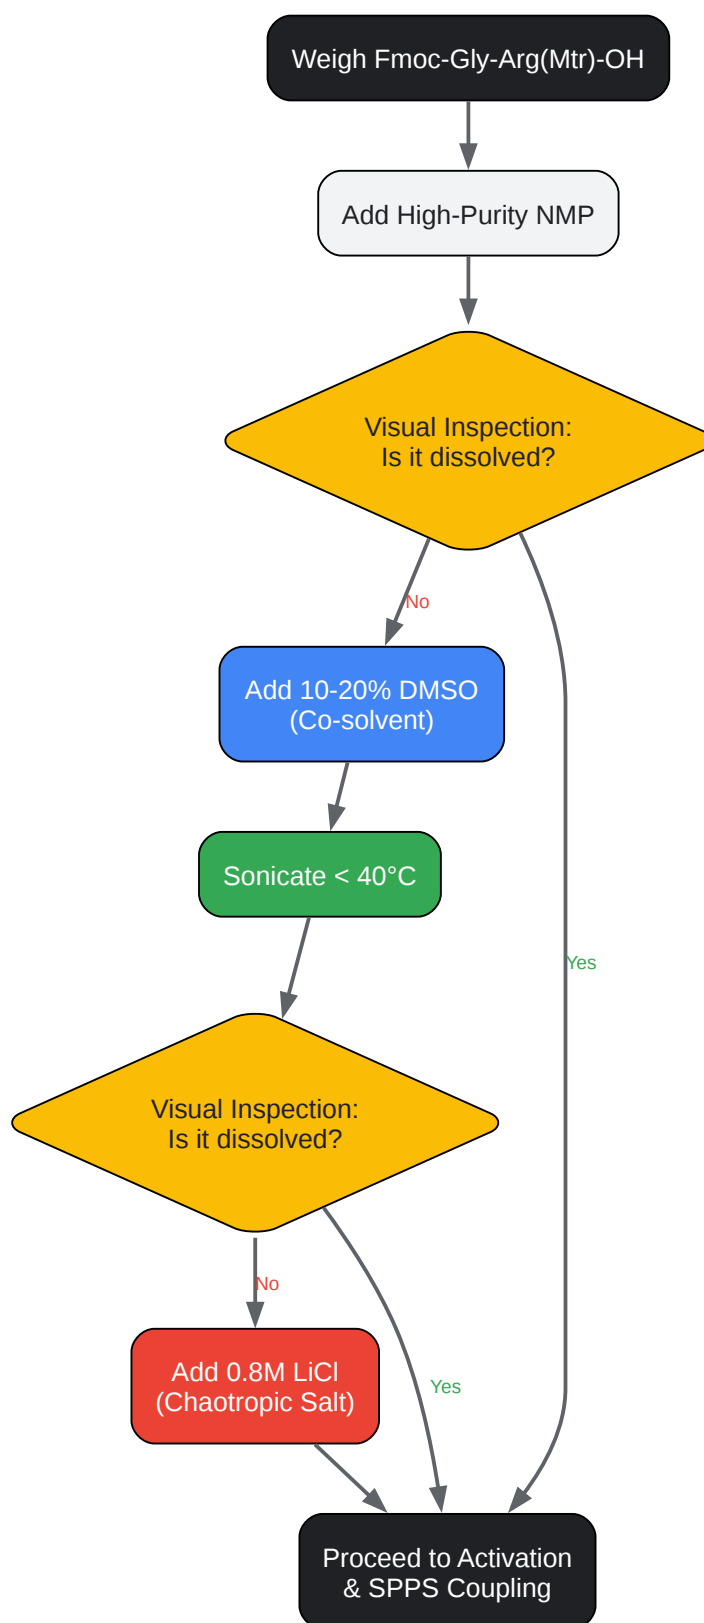 Weigh Fmoc-Gly-Arg(Mtr)-OH
Add High-Purity NMP
Visual Inspection:
Is it dissolved?
No
Add 10-20% DMSO
(Co-solvent)
Sonicate < 40°C
Yes
Visual Inspection:
Is it dissolved?
No
Add 0.8M LiCl
(Chaotropic Salt)
Yes
Proceed to Activation
& SPPS Coupling